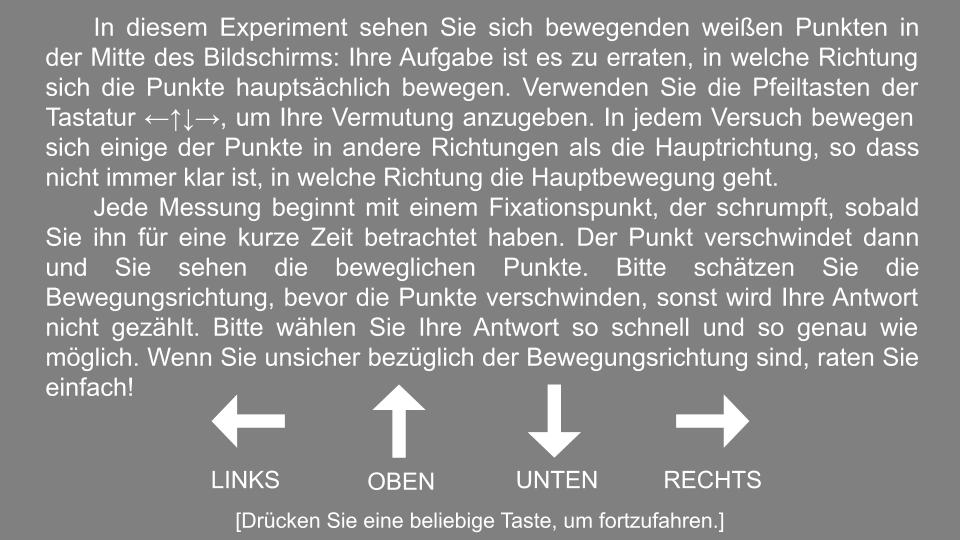 In diesem Experiment sehen Sie sich bewegenden weißen Punkten in
der Mitte des Bildschirms: Ihre Aufgabe ist es zu erraten, in welche Richtung
sich die Punkte hauptsächlich bewegen. Verwenden Sie die Pfeiltasten der
Tastatur ←↑↓→, um Ihre Vermutung anzugeben. In jedem Versuch bewegen
sich einige der Punkte in andere Richtungen als die Hauptrichtung, so dass
nicht immer klar ist, in welche Richtung die Hauptbewegung geht.
Jede Messung beginnt mit einem Fixationspunkt, der schrumpft, sobald
Sie ihn für eine kurze Zeit betrachtet haben. Der Punkt verschwindet dann
und Sie sehen die beweglichen Punkte. Bitte schätzen Sie die
Bewegungsrichtung, bevor die Punkte verschwinden, sonst wird Ihre Antwort
nicht gezählt. Bitte wählen Sie Ihre Antwort so schnell und so genau wie
möglich. Wenn Sie unsicher bezüglich der Bewegungsrichtung sind, raten Sie
einfach!
LINKS OBEN UNTEN RECHTS
[Drücken Sie eine beliebige Taste, um fortzufahren.]